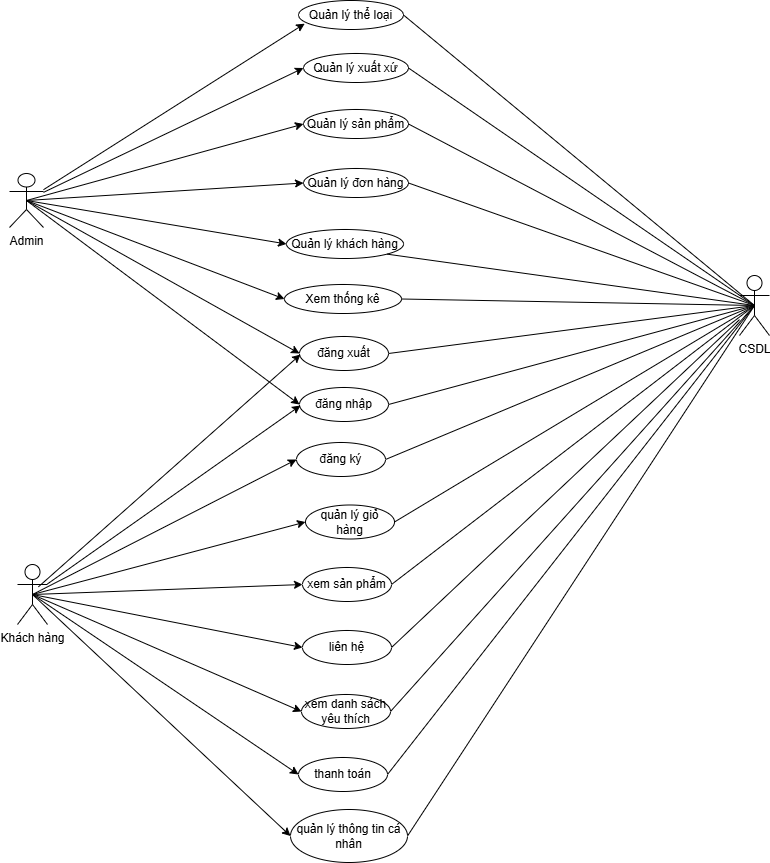 Quản lý thể loại
Quản lý xuất xứ
Quản lý sản phẩm
Quản lý đơn hàng
Admin
Quản lý khách hàng
Xem thống kê
CSDL
đăng xuất
đăng nhập
đăng ký
quản lý giỏ
hàng
xem sản phẩm
Khách hàng
liên hệ
xem danh sách
yêu thích
thanh toán
quản lý thông tin cá
nhân